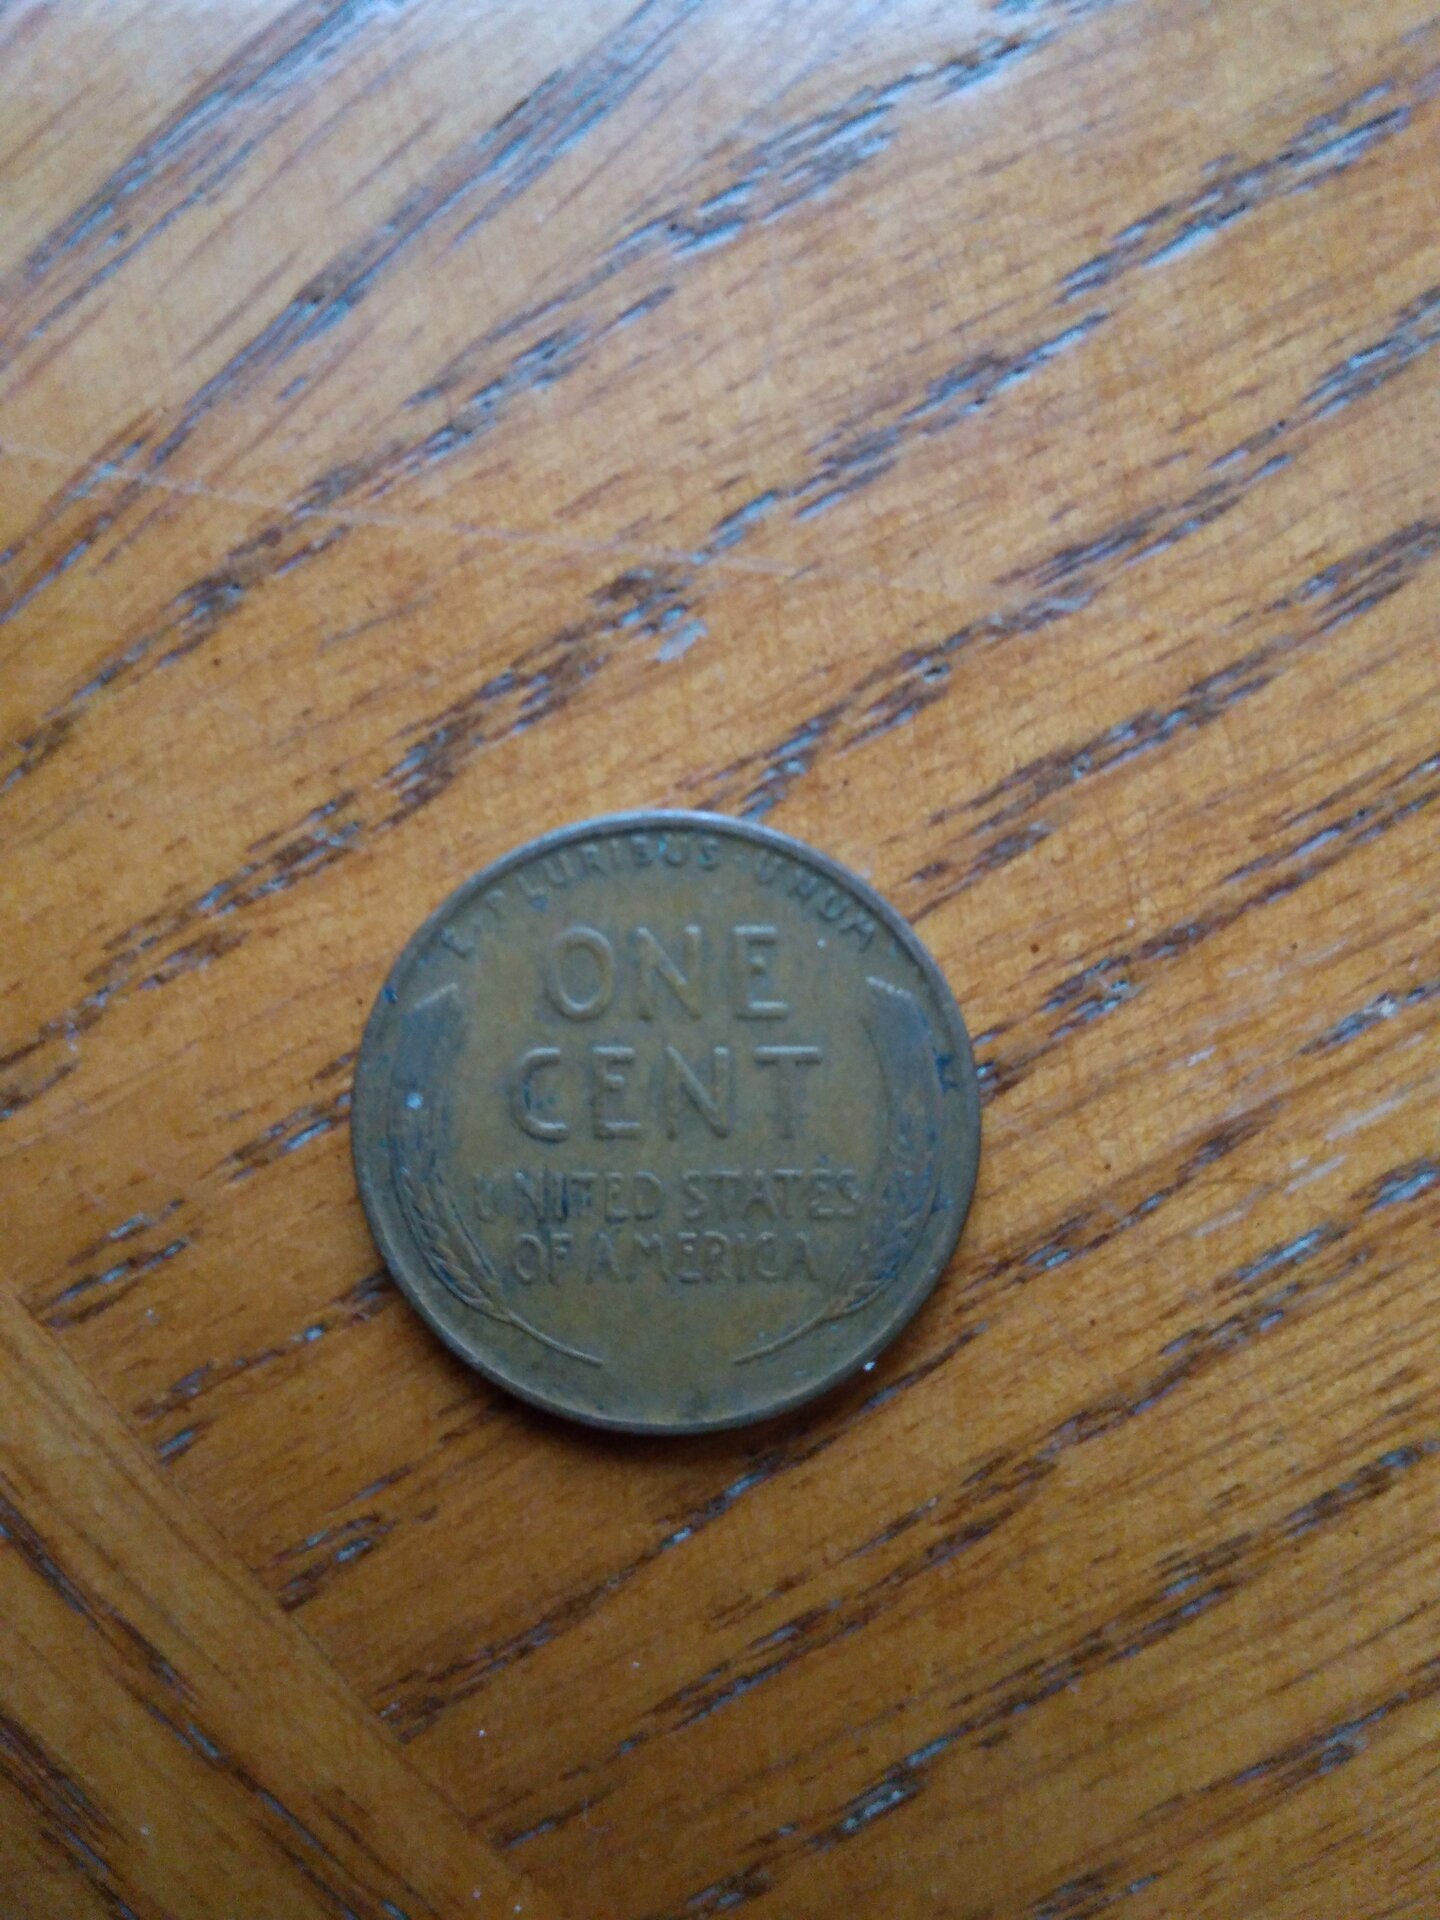 E·PLURIBUS·UNUM
ONE
CENT
UNITED STATES
OF AMERICA